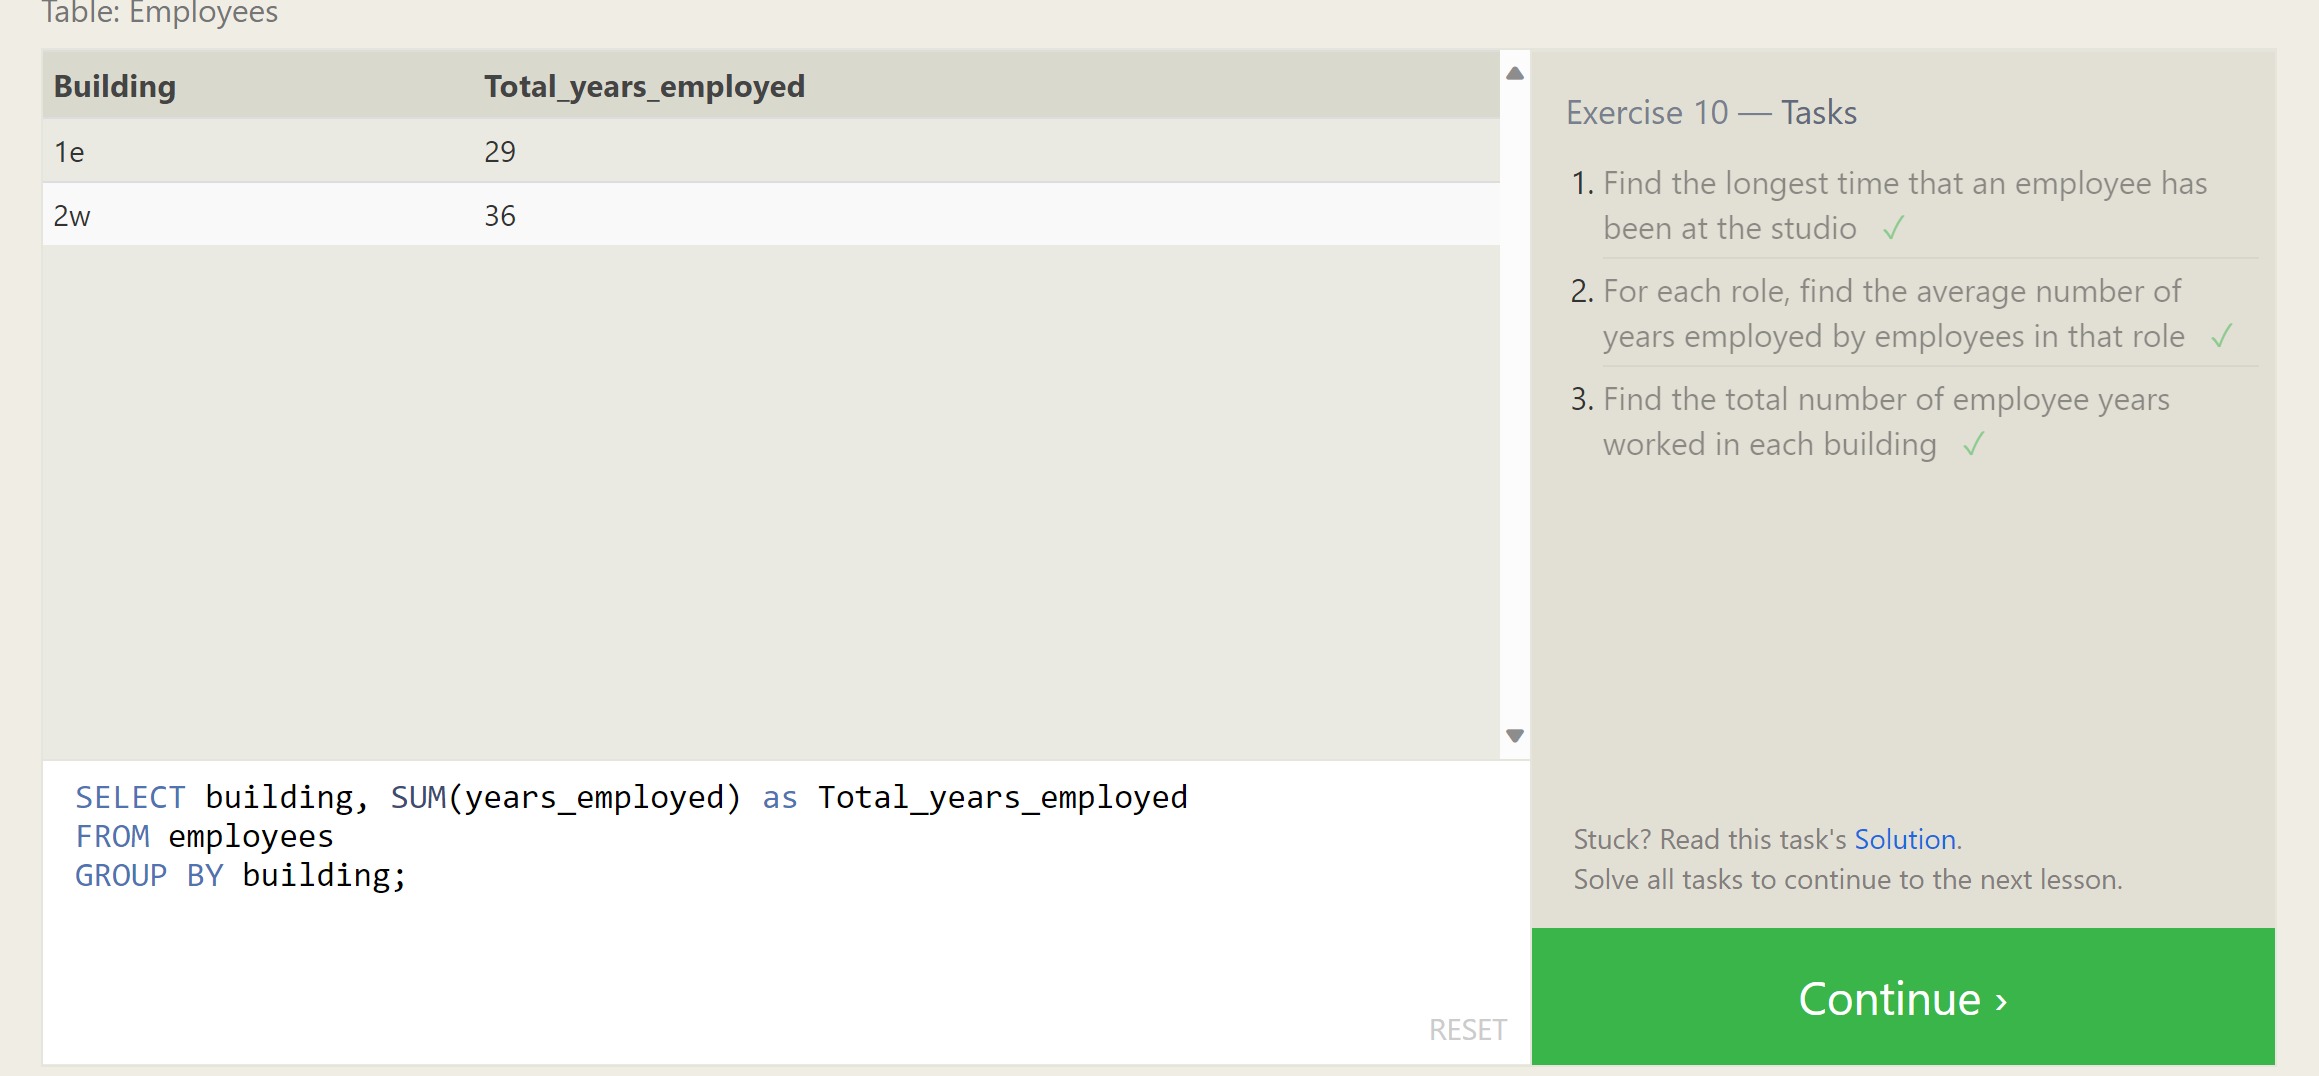 Table: Employees
Building Total_years_employed
1e 29
2w 36
SELECT building, SUM(years_employed) as Total_years_employed
FROM employees
GROUP BY building;
RESET
Exercise 10 — Tasks
1. Find the longest time that an employee has
been at the studio ✓
2. For each role, find the average number of
years employed by employees in that role ✓
3. Find the total number of employee years
worked in each building ✓
Stuck? Read this task's Solution.
Solve all tasks to continue to the next lesson.
Continue ›